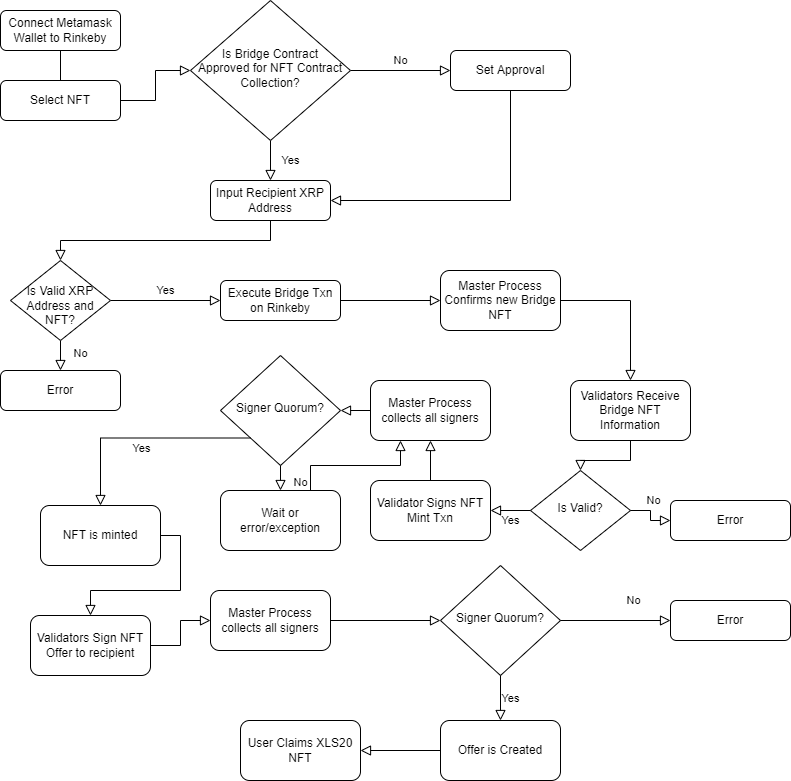 Connect Metamask
Wallet to Rinkeby
Select NFT
Is Bridge Contract
Approved for NFT Contract
Collection?
No
Set Approval
Yes
Input Recipient XRP
Address
Is Valid XRP
Address and
NFT?
Yes
Execute Bridge Txn
on Rinkeby
Master Process
Confirms new Bridge
NFT
No
Error
Signer Quorum?
Master Process
collects all signers
Validators Receive
Bridge NFT
Information
Yes
No
Wait or
error/exception
Validator Signs NFT
Mint Txn
Yes
Is Valid?
No
Error
NFT is minted
Validators Sign NFT
Offer to recipient
Master Process
collects all signers
Signer Quorum?
No
Error
Yes
User Claims XLS20
NFT
Offer is Created